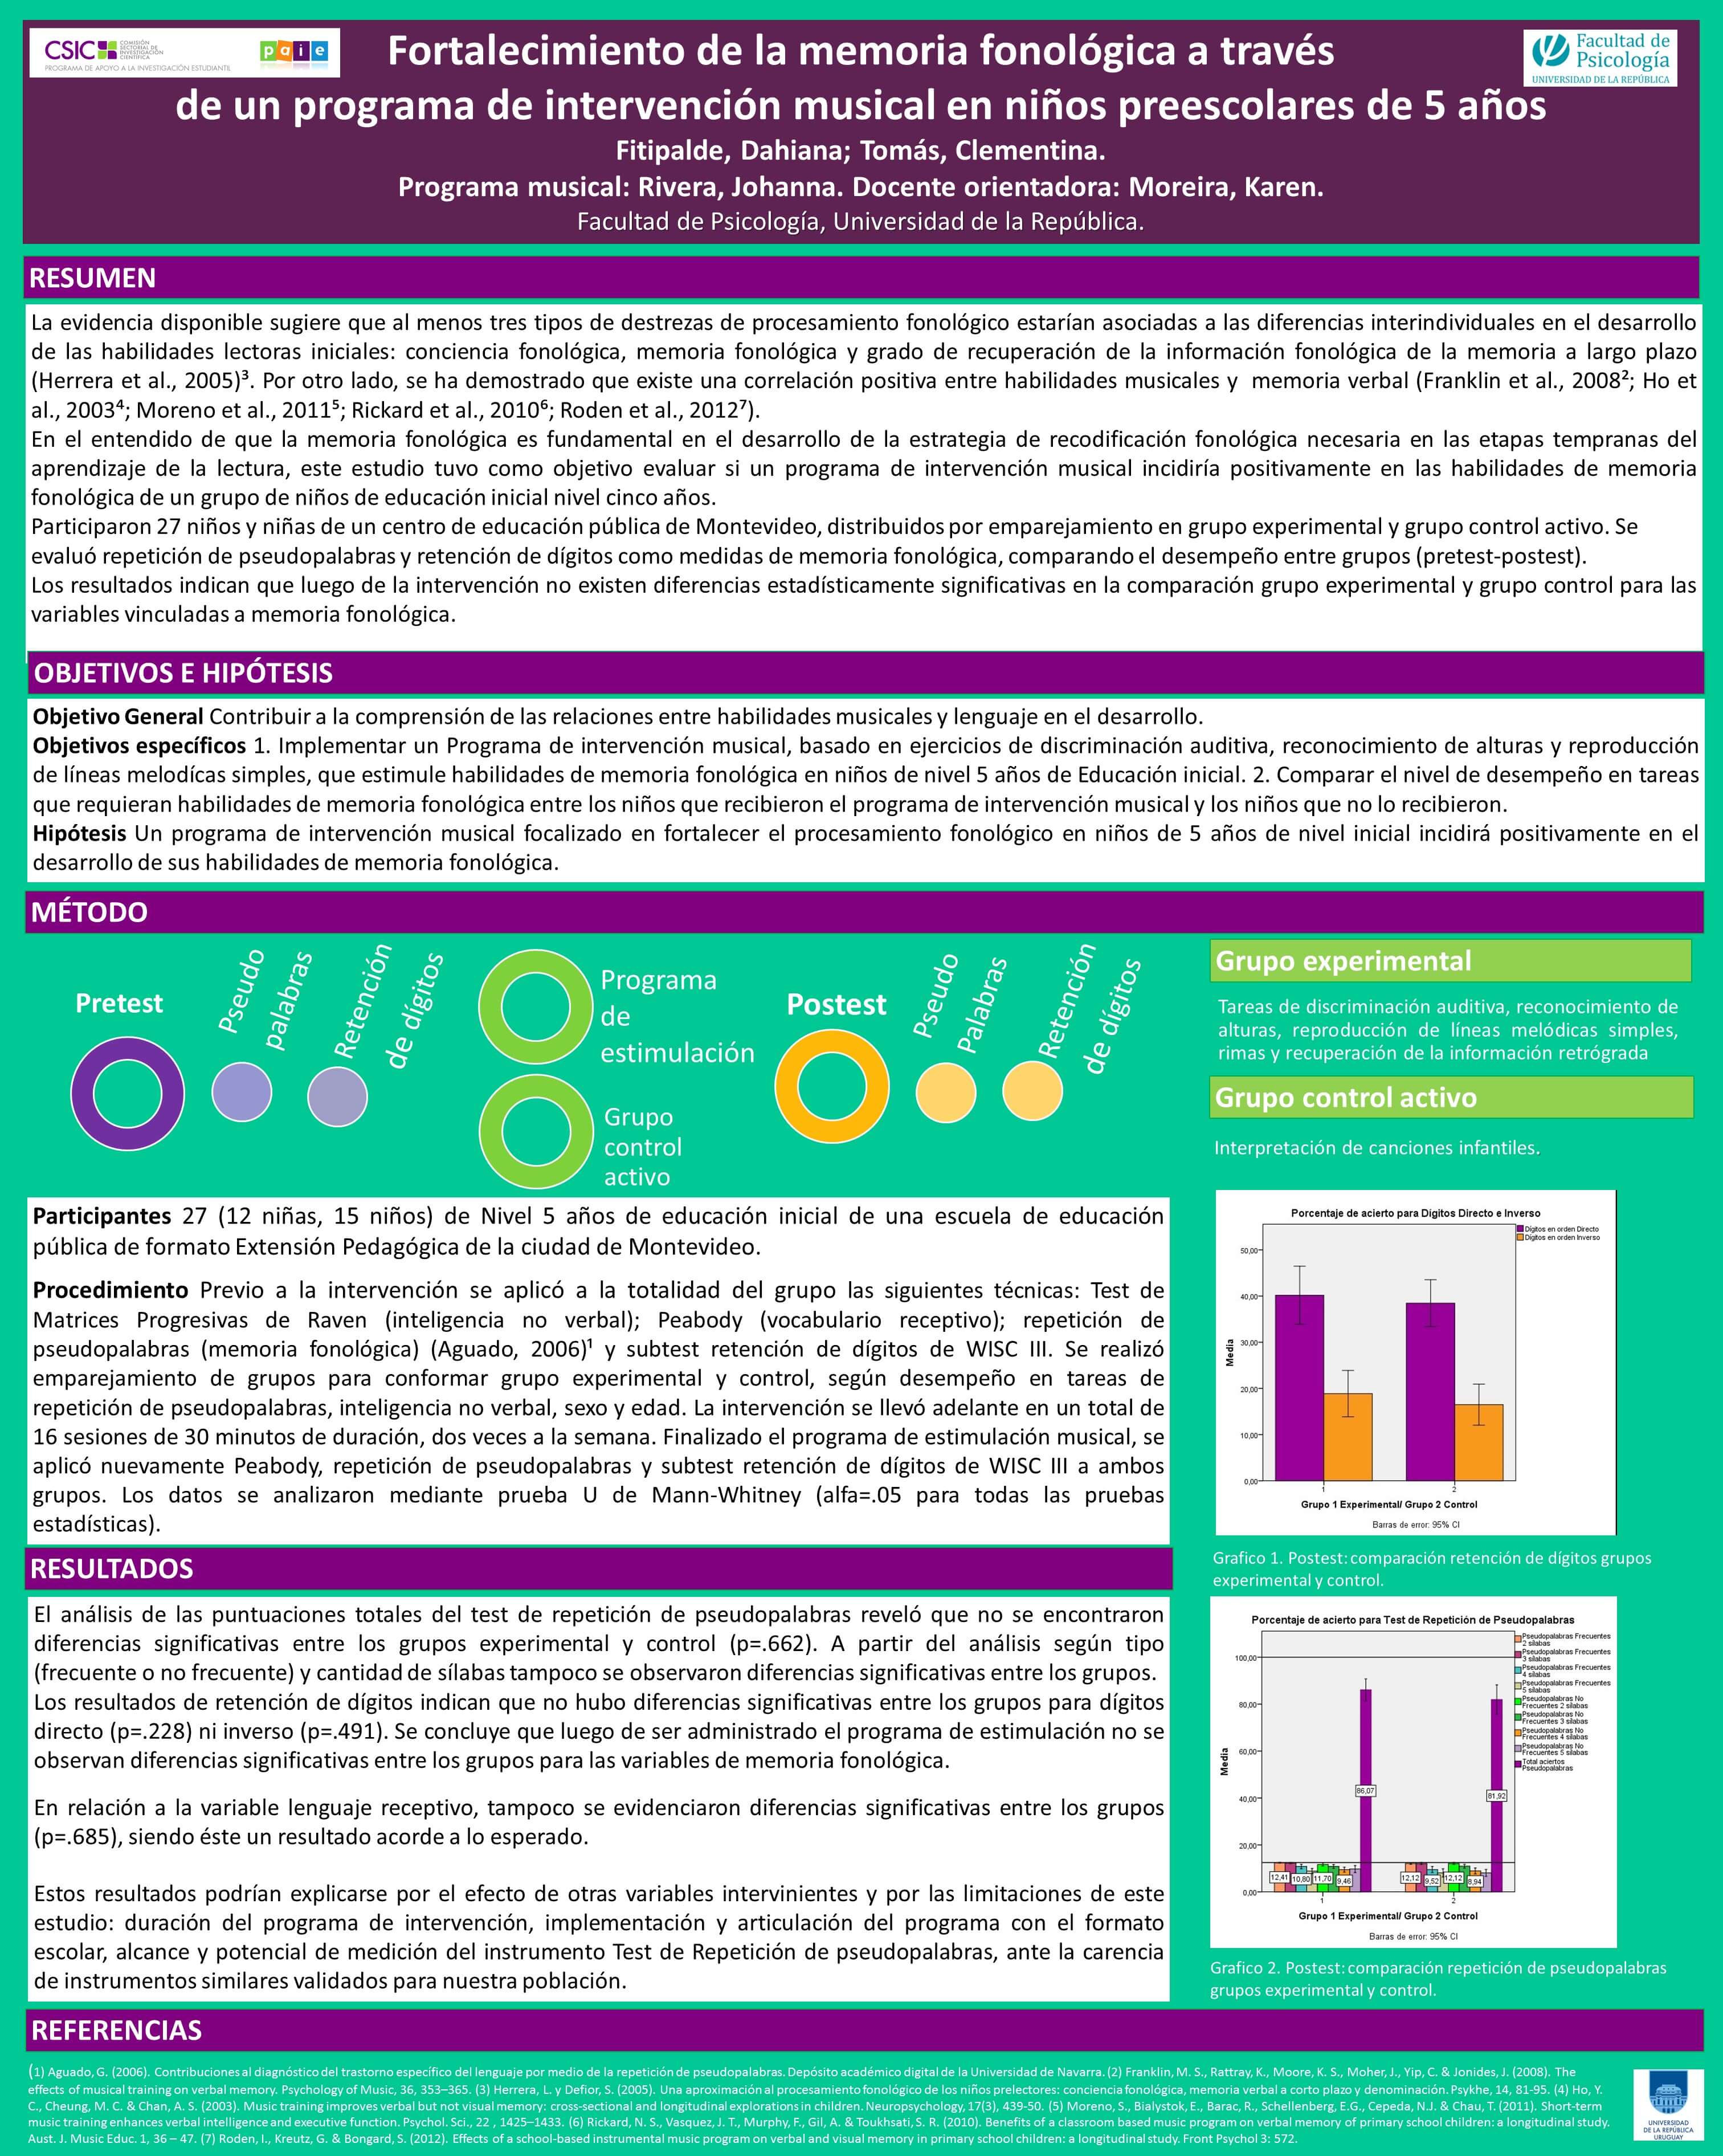 CSIC COMISIÓN SECTORIAL DE INVESTIGACIÓN CIENTÍFICA
paie
PROGRAMA DE APOYO A LA INVESTIGACIÓN ESTUDIANTIL
Facultad de
Psicología
UNIVERSIDAD DE LA REPÚBLICA
Fortalecimiento de la memoria fonológica a través
de un programa de intervención musical en niños preescolares de 5 años
Fitipalde, Dahiana; Tomás, Clementina.
Programa musical: Rivera, Johanna. Docente orientadora: Moreira, Karen.
Facultad de Psicología, Universidad de la República.
RESUMEN
La evidencia disponible sugiere que al menos tres tipos de destrezas de procesamiento fonológico estarían asociadas a las diferencias interindividuales en el desarrollo
de las habilidades lectoras iniciales: conciencia fonológica, memoria fonológica y grado de recuperación de la información fonológica de la memoria a largo plazo
(Herrera et al., 2005)³. Por otro lado, se ha demostrado que existe una correlación positiva entre habilidades musicales y memoria verbal (Franklin et al., 2008²; Ho et
al., 2003⁴; Moreno et al., 2011⁵; Rickard et al., 2010⁶; Roden et al., 2012⁷).
En el entendido de que la memoria fonológica es fundamental en el desarrollo de la estrategia de recodificación fonológica necesaria en las etapas tempranas del
aprendizaje de la lectura, este estudio tuvo como objetivo evaluar si un programa de intervención musical incidiría positivamente en las habilidades de memoria
fonológica de un grupo de niños de educación inicial nivel cinco años.
Participaron 27 niños y niñas de un centro de educación pública de Montevideo, distribuidos por emparejamiento en grupo experimental y grupo control activo. Se
evaluó repetición de pseudopalabras y retención de dígitos como medidas de memoria fonológica, comparando el desempeño entre grupos (pretest-postest).
Los resultados indican que luego de la intervención no existen diferencias estadísticamente significativas en la comparación grupo experimental y grupo control para las
variables vinculadas a memoria fonológica.
OBJETIVOS E HIPÓTESIS
Objetivo General Contribuir a la comprensión de las relaciones entre habilidades musicales y lenguaje en el desarrollo.
Objetivos específicos 1. Implementar un Programa de intervención musical, basado en ejercicios de discriminación auditiva, reconocimiento de alturas y reproducción
de líneas melodícas simples, que estimule habilidades de memoria fonológica en niños de nivel 5 años de Educación inicial. 2. Comparar el nivel de desempeño en tareas
que requieran habilidades de memoria fonológica entre los niños que recibieron el programa de intervención musical y los niños que no lo recibieron.
Hipótesis Un programa de intervención musical focalizado en fortalecer el procesamiento fonológico en niños de 5 años de nivel inicial incidirá positivamente en el
desarrollo de sus habilidades de memoria fonológica.
MÉTODO
Pretest
Pseudo
palabras
Retención
de dígitos
Programa
de
estimulación
Grupo
control
activo
Postest
Pseudo
Palabras
Retención
de dígitos
Grupo experimental
Tareas de discriminación auditiva, reconocimiento de
alturas, reproducción de líneas melódicas simples,
rimas y recuperación de la información retrógrada
Grupo control activo
Interpretación de canciones infantiles.
Participantes 27 (12 niñas, 15 niños) de Nivel 5 años de educación inicial de una escuela de educación
pública de formato Extensión Pedagógica de la ciudad de Montevideo.
Procedimiento Previo a la intervención se aplicó a la totalidad del grupo las siguientes técnicas: Test de
Matrices Progresivas de Raven (inteligencia no verbal); Peabody (vocabulario receptivo); repetición de
pseudopalabras (memoria fonológica) (Aguado, 2006)¹ y subtest retención de dígitos de WISC III. Se realizó
emparejamiento de grupos para conformar grupo experimental y control, según desempeño en tareas de
repetición de pseudopalabras, inteligencia no verbal, sexo y edad. La intervención se llevó adelante en un total de
16 sesiones de 30 minutos de duración, dos veces a la semana. Finalizado el programa de estimulación musical, se
aplicó nuevamente Peabody, repetición de pseudopalabras y subtest retención de dígitos de WISC III a ambos
grupos. Los datos se analizaron mediante prueba U de Mann-Whitney (alfa=.05 para todas las pruebas
estadísticas).
Porcentaje de acierto para Dígitos Directo e Inverso
Dígitos en orden Directo
Dígitos en orden Inverso
Media
50,00
40,00
30,00
20,00
10,00
0,00
1
2
Grupo 1 Experimental/ Grupo 2 Control
Barras de error: 95% CI
Grafico 1. Postest: comparación retención de dígitos grupos
experimental y control.
RESULTADOS
El análisis de las puntuaciones totales del test de repetición de pseudopalabras reveló que no se encontraron
diferencias significativas entre los grupos experimental y control (p=.662). A partir del análisis según tipo
(frecuente o no frecuente) y cantidad de sílabas tampoco se observaron diferencias significativas entre los grupos.
Los resultados de retención de dígitos indican que no hubo diferencias significativas entre los grupos para dígitos
directo (p=.228) ni inverso (p=.491). Se concluye que luego de ser administrado el programa de estimulación no se
observan diferencias significativas entre los grupos para las variables de memoria fonológica.
En relación a la variable lenguaje receptivo, tampoco se evidenciaron diferencias significativas entre los grupos
(p=.685), siendo éste un resultado acorde a lo esperado.
Estos resultados podrían explicarse por el efecto de otras variables intervinientes y por las limitaciones de este
estudio: duración del programa de intervención, implementación y articulación del programa con el formato
escolar, alcance y potencial de medición del instrumento Test de Repetición de pseudopalabras, ante la carencia
de instrumentos similares validados para nuestra población.
Porcentaje de acierto para Test de Repetición de Pseudopalabras
Pseudopalabras Frecuentes
2 sílabas
Pseudopalabras Frecuentes
3 sílabas
Pseudopalabras Frecuentes
4 sílabas
Pseudopalabras Frecuentes
5 sílabas
Pseudopalabras No
Frecuentes 2 sílabas
Pseudopalabras No
Frecuentes 3 sílabas
Pseudopalabras No
Frecuentes 4 sílabas
Pseudopalabras No
Frecuentes 5 sílabas
Total aciertos
Pseudopalabras
Media
100,00
80,00
60,00
40,00
20,00
0,00
86,07
81,92
12,41 10,80 11,70 9,46
12,12 9,52 12,12 8,94
1
2
Grupo 1 Experimental/ Grupo 2 Control
Barras de error: 95% CI
Grafico 2. Postest: comparación repetición de pseudopalabras
grupos experimental y control.
REFERENCIAS
(1) Aguado, G. (2006). Contribuciones al diagnóstico del trastorno específico del lenguaje por medio de la repetición de pseudopalabras. Depósito académico digital de la Universidad de Navarra. (2) Franklin, M. S., Rattray, K., Moore, K. S., Moher, J., Yip, C. & Jonides, J. (2008). The
effects of musical training on verbal memory. Psychology of Music, 36, 353–365. (3) Herrera, L. y Defior, S. (2005). Una aproximación al procesamiento fonológico de los niños prelectores: conciencia fonológica, memoria verbal a corto plazo y denominación. Psykhe, 14, 81-95. (4) Ho, Y.
C., Cheung, M. C. & Chan, A. S. (2003). Music training improves verbal but not visual memory: cross-sectional and longitudinal explorations in children. Neuropsychology, 17(3), 439-50. (5) Moreno, S., Bialystok, E., Barac, R., Schellenberg, E.G., Cepeda, N.J. & Chau, T. (2011). Short-term
music training enhances verbal intelligence and executive function. Psychol. Sci., 22 , 1425–1433. (6) Rickard, N. S., Vasquez, J. T., Murphy, F., Gil, A. & Toukhsati, S. R. (2010). Benefits of a classroom based music program on verbal memory of primary school children: a longitudinal study.
Aust. J. Music Educ. 1, 36 – 47. (7) Roden, I., Kreutz, G. & Bongard, S. (2012). Effects of a school-based instrumental music program on verbal and visual memory in primary school children: a longitudinal study. Front Psychol 3: 572.
UNIVERSIDAD
DE LA REPÚBLICA
URUGUAY